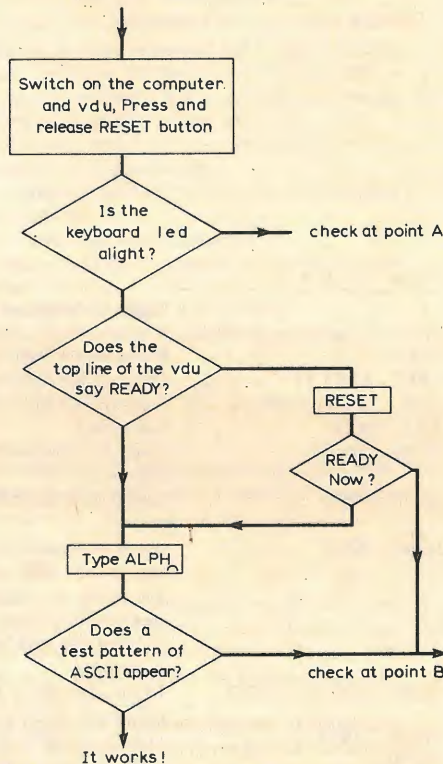 Switch on the computer.
and vdu, Press and
release RESET button
Is the
keyboard led
alight?
check at point A
Does the
top line of the vdu
say READY?
RESET
READY
Now?
Type ALPH
Does a
test pattern of
ASCII appear?
check at point B
It works!